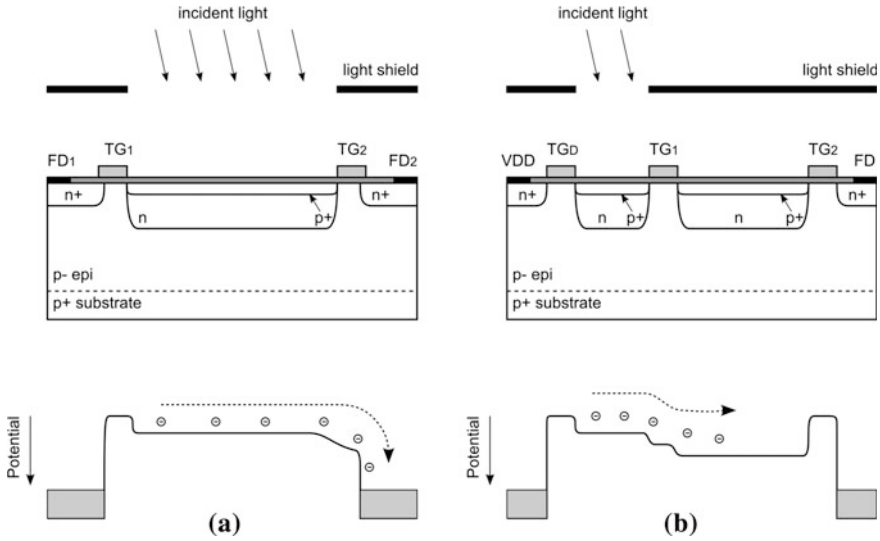 incident light
light shield
TG1
TG2
FD1
FD2
n+
n+
n
p+
p- epi
p+ substrate
Potential
(a)
incident light
light shield
VDD
TGD
TG1
TG2
FD
n+
n
p+
n
p+
n+
p- epi
p+ substrate
Potential
(b)